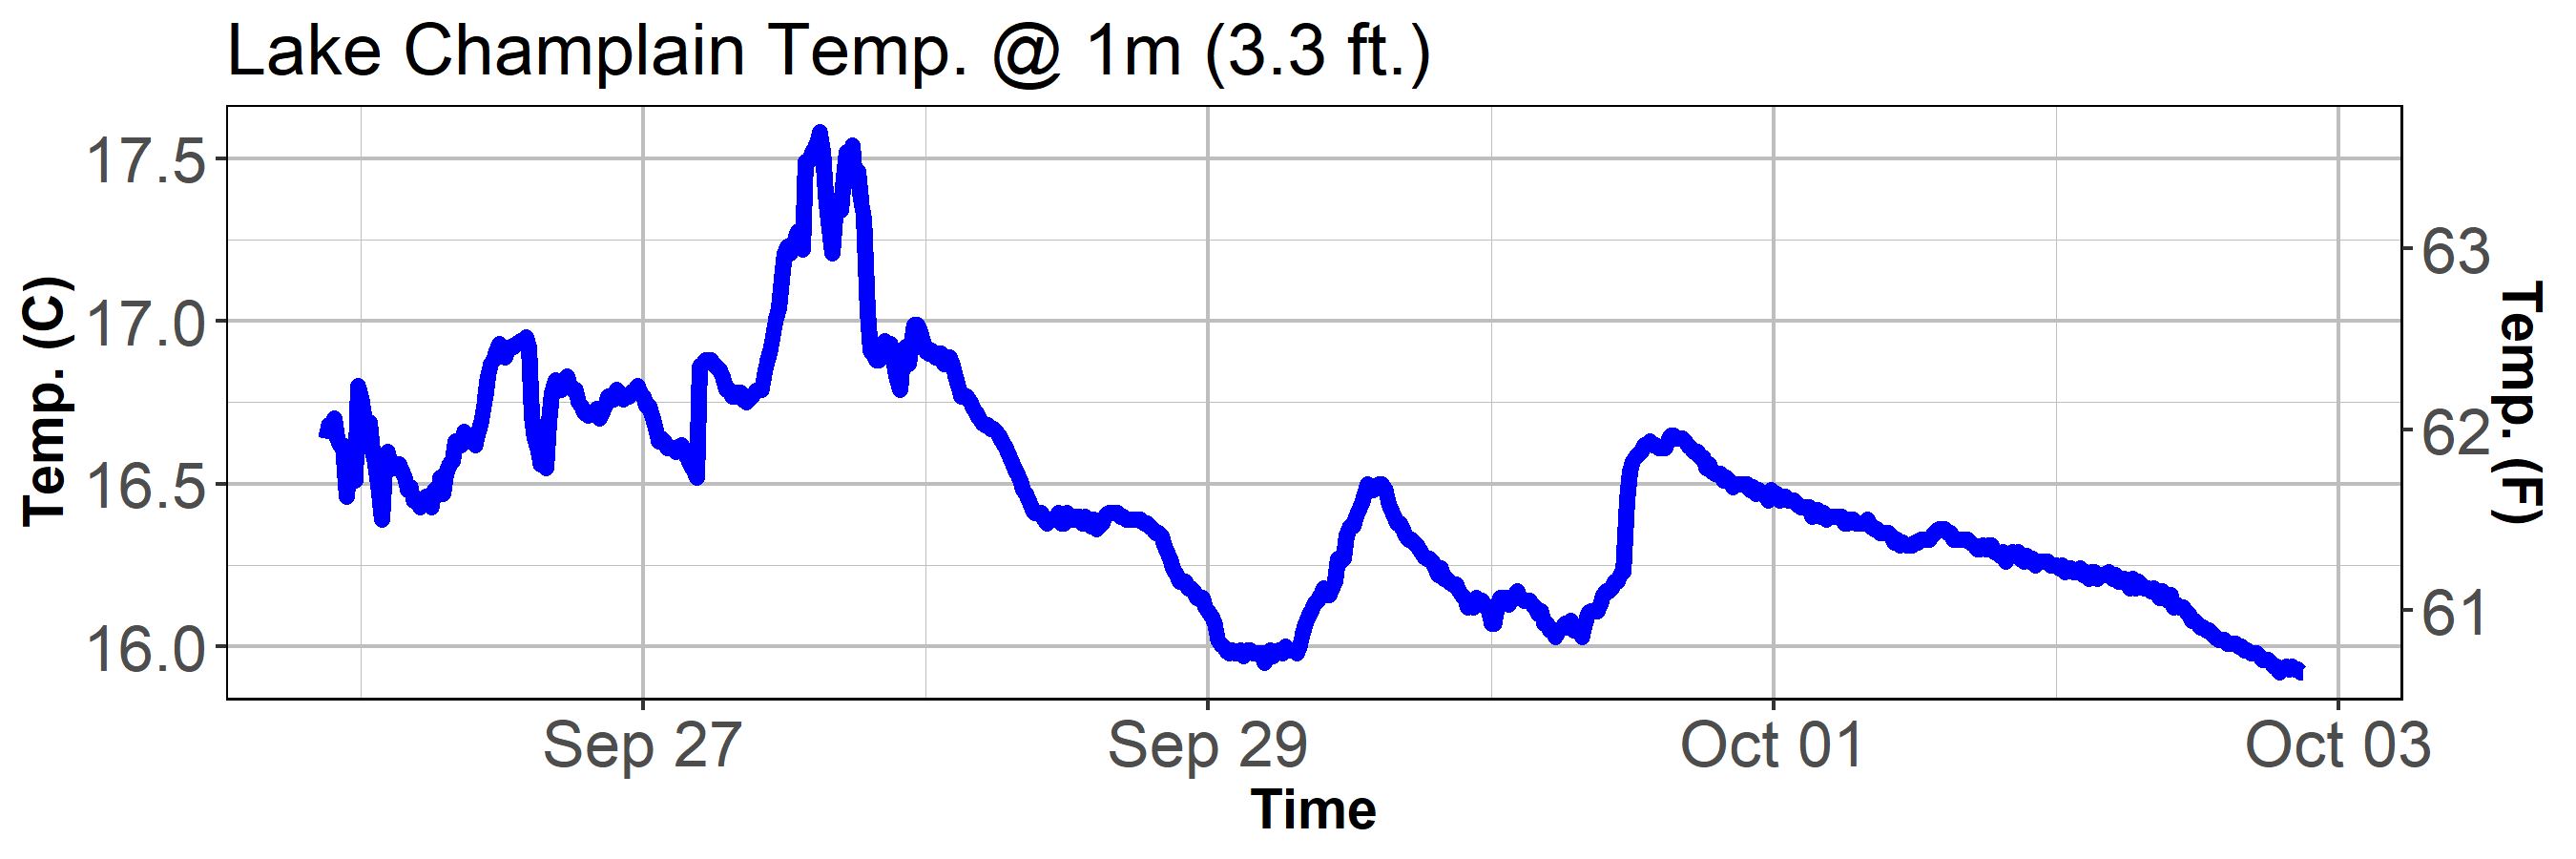 Lake Champlain Temp. @ 1m (3.3 ft.)
Temp. (C)
17.5
17.0
16.5
16.0
63
62
61
Temp. (F)
Sep 27
Sep 29
Oct 01
Oct 03
Time